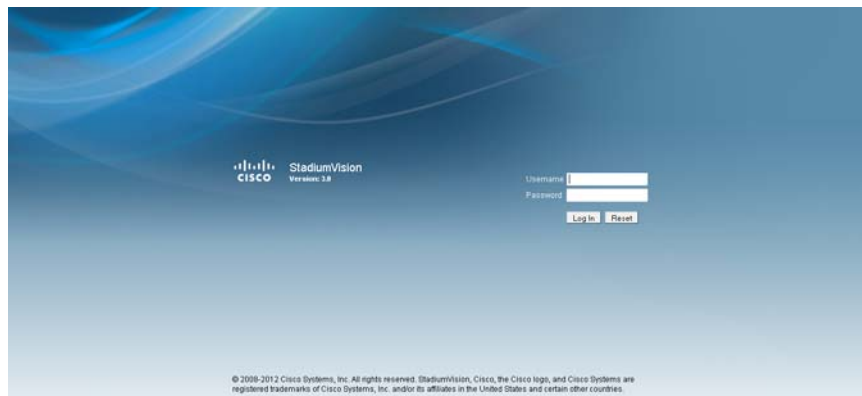 CISCO
StadiumVision
Version: 3.0
Username
Password
Log In Reset
© 2008-2012 Cisco Systems, Inc. All rights reserved. StadiumVision, Cisco, the Cisco logo, and Cisco Systems are
registered trademarks of Cisco Systems, Inc. and/or its affiliates in the United States and certain other countries.